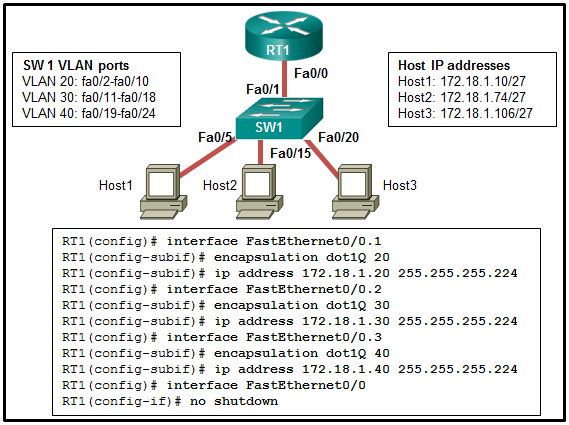 RT1
Fa0/0
SW 1 VLAN ports
VLAN 20: fa0/2-fa0/10
VLAN 30: fa0/11-fa0/18
VLAN 40: fa0/19-fa0/24
Host IP addresses
Host1: 172.18.1.10/27
Host2: 172.18.1.74/27
Host3: 172.18.1.106/27
Fa0/1
SW1
Fa0/5
Fa0/15
Fa0/20
Host1
Host2
Host3
RT1(config)# interface FastEthernet0/0.1
RT1(config-subif)# encapsulation dot1Q 20
RT1(config-subif)# ip address 172.18.1.20 255.255.255.224
RT1(config)# interface FastEthernet0/0.2
RT1(config-subif)# encapsulation dot1Q 30
RT1(config-subif)# ip address 172.18.1.30 255.255.255.224
RT1(config)# interface FastEthernet0/0.3
RT1(config-subif)# encapsulation dot1Q 40
RT1(config-subif)# ip address 172.18.1.40 255.255.255.224
RT1(config)# interface FastEthernet0/0
RT1(config-if)# no shutdown